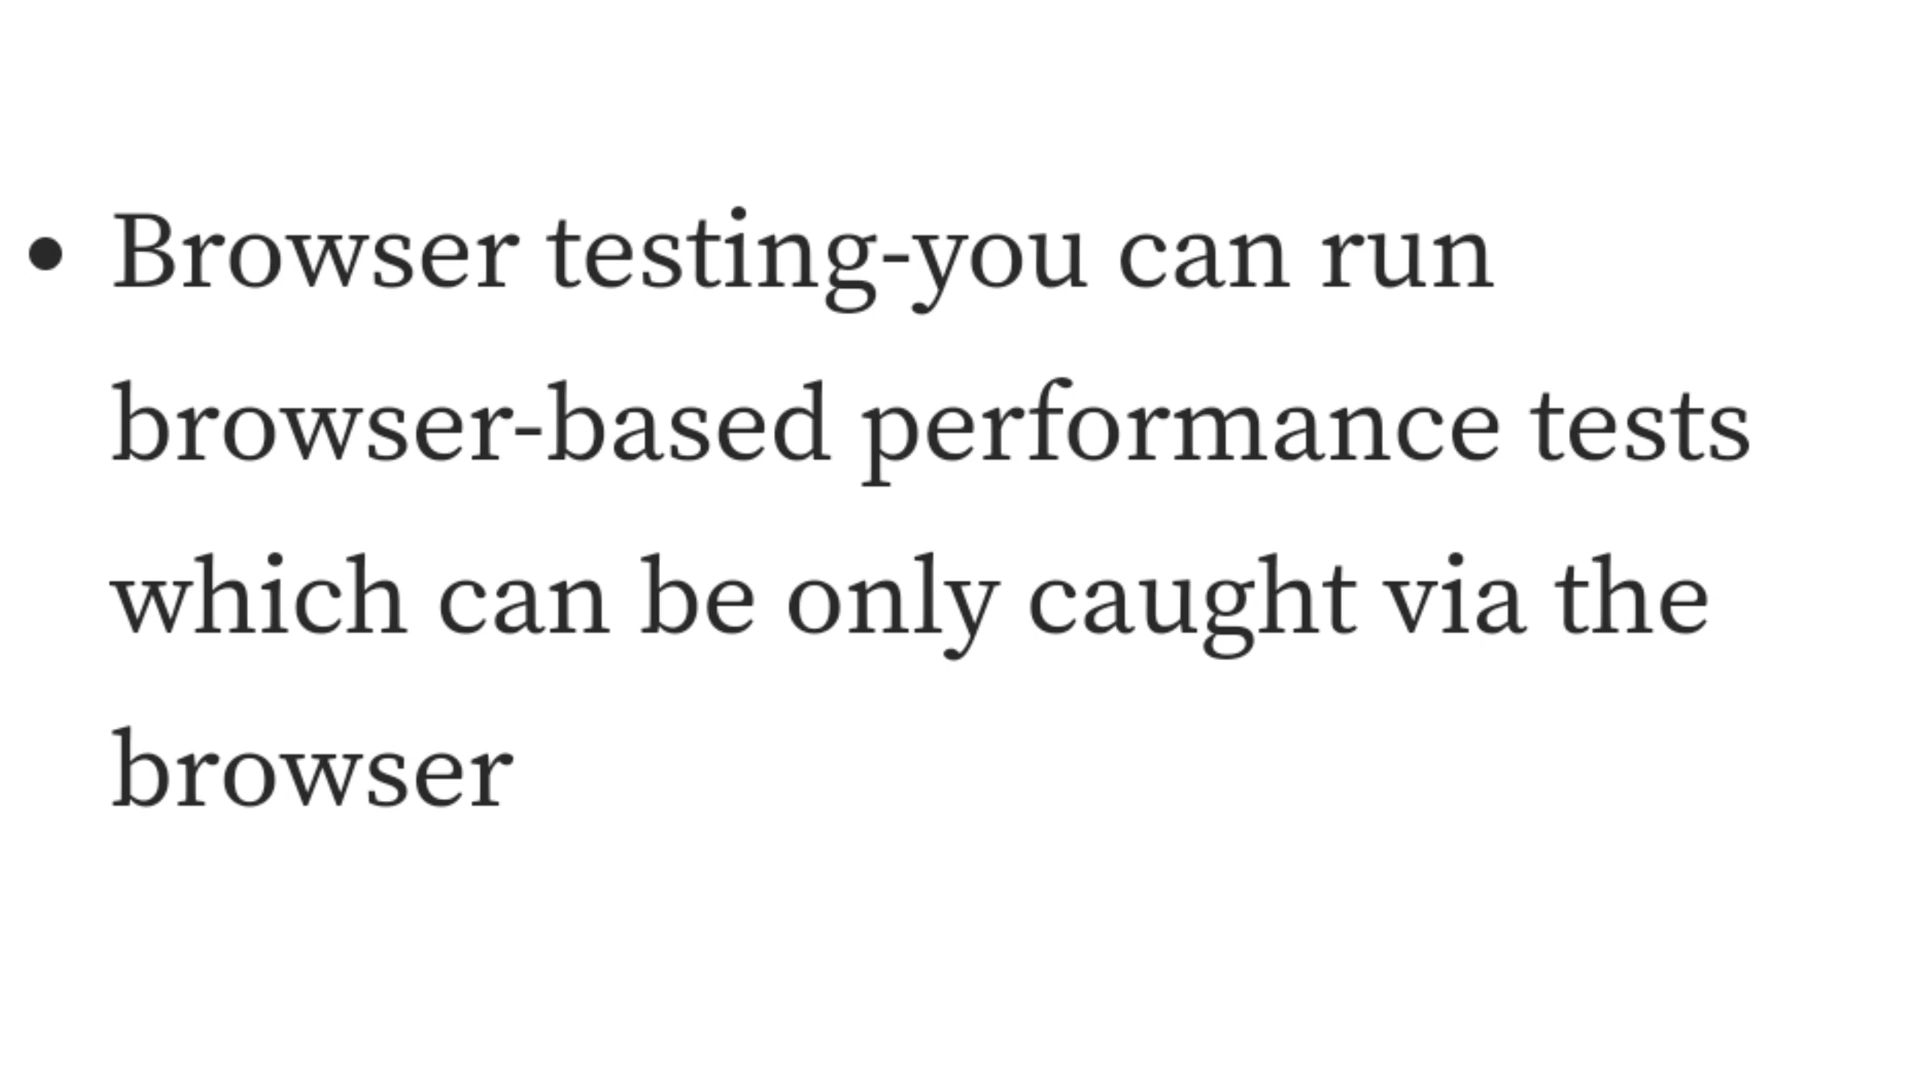 • Browser testing-you can run
browser-based performance tests
which can be only caught via the
browser